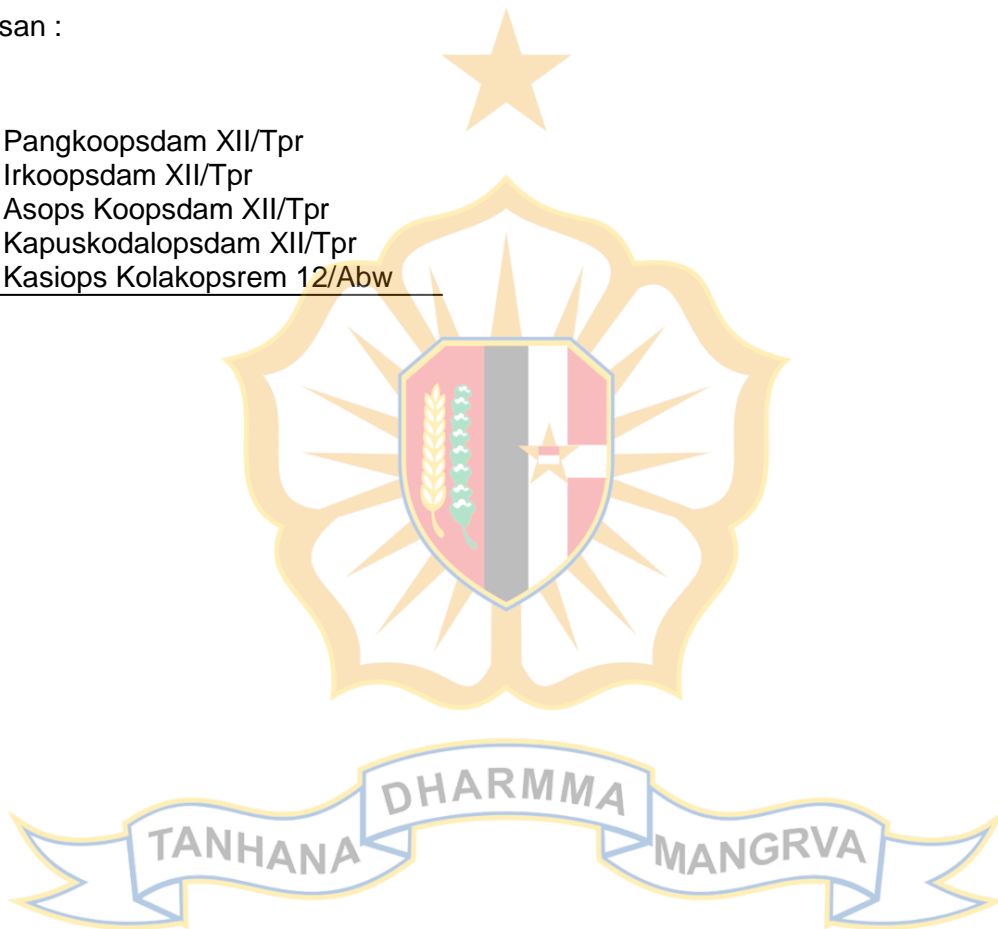 san :
Pangkoopsdam XII/Tpr
Irkoopsdam XII/Tpr
Asops Koopsdam XII/Tpr
Kapuskodalopsdam XII/Tpr
Kasiops Kolakopsrem 12/Abw
TANHANA DHARMMA MANGRVA